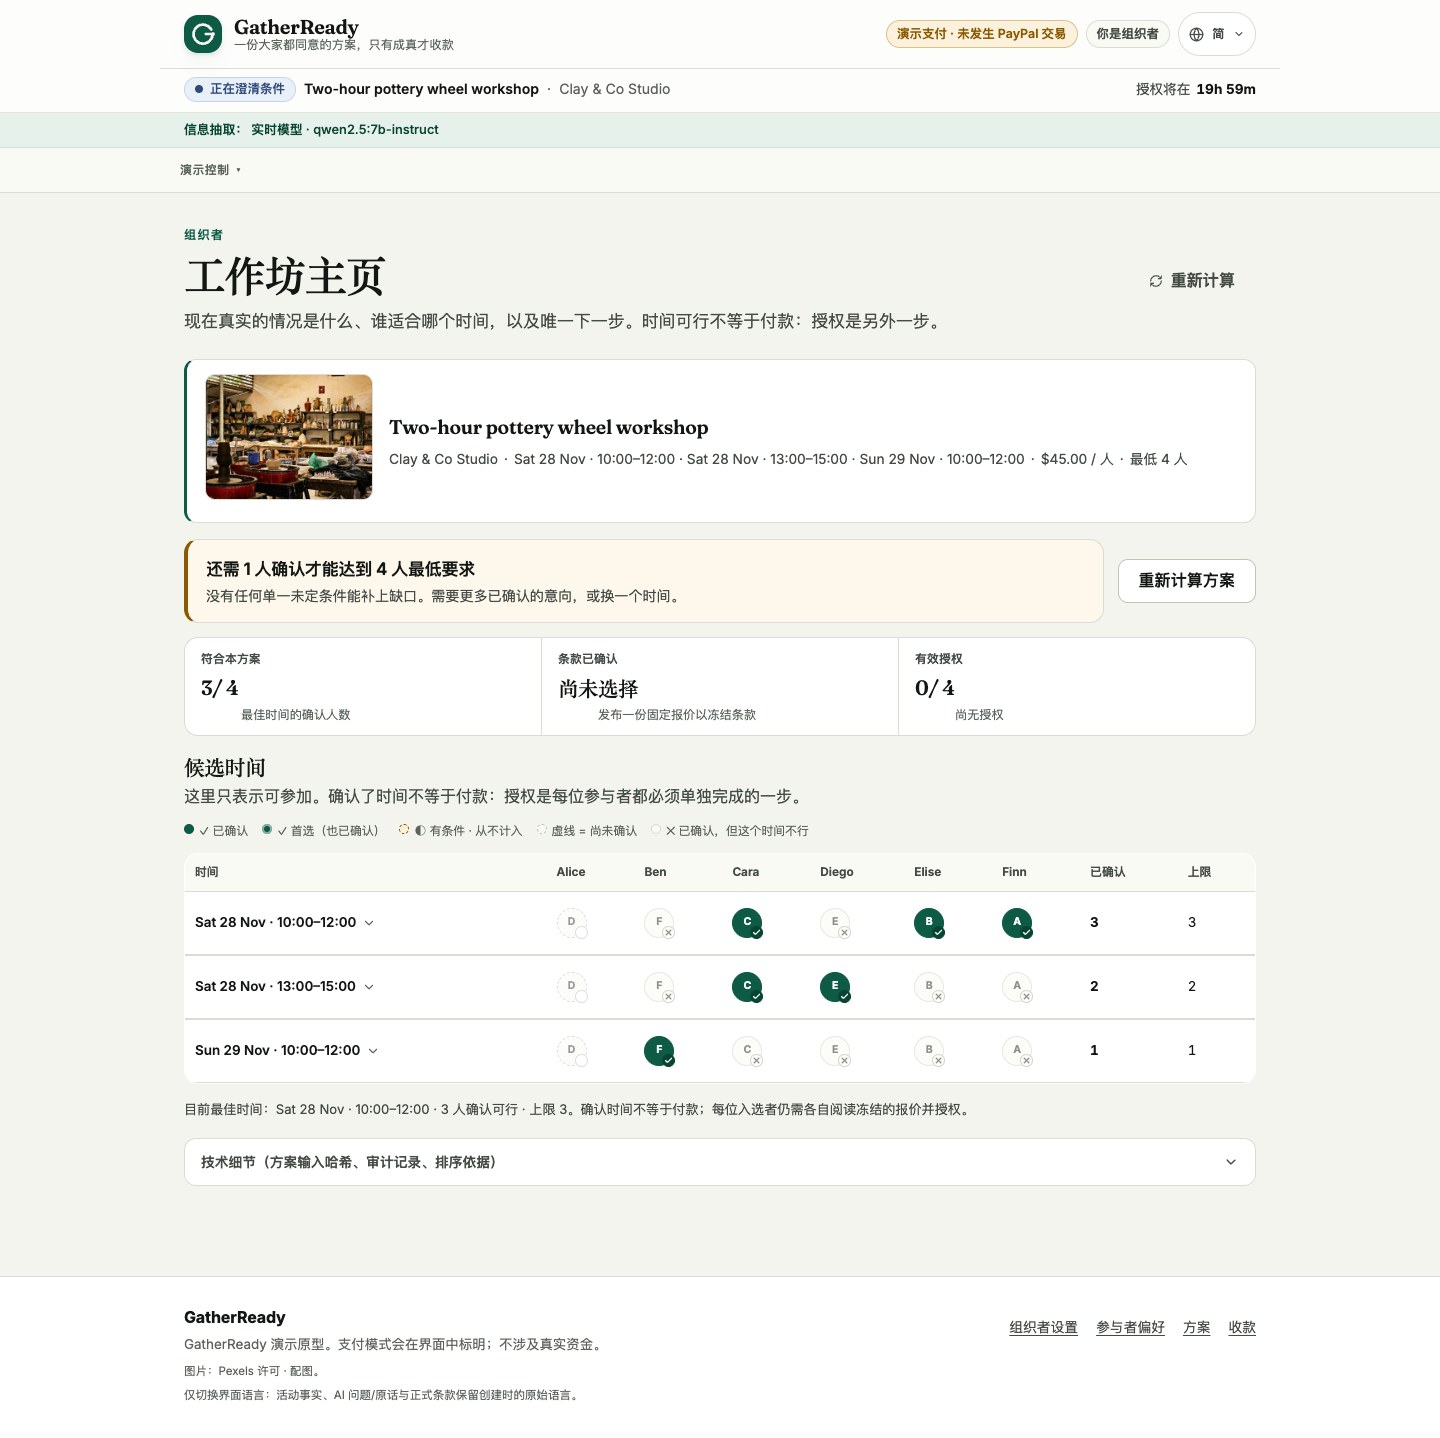 GatherReady
一份大家都同意的方案，只有成真才收款
演示支付 · 未发生 PayPal 交易
你是组织者
简
正在澄清条件 Two-hour pottery wheel workshop · Clay & Co Studio
授权将在 19h 59m
信息抽取： 实时模型 · qwen2.5:7b-instruct
演示控制
组织者
工作坊主页
重新计算
现在真实的情况是什么、谁适合哪个时间，以及唯一下一步。时间可行不等于付款：授权是另外一步。
Two-hour pottery wheel workshop
Clay & Co Studio · Sat 28 Nov · 10:00–12:00 · Sat 28 Nov · 13:00–15:00 · Sun 29 Nov · 10:00–12:00 · $45.00 / 人 · 最低 4 人
还需 1 人确认才能达到 4 人最低要求
没有任何单一未定条件能补上缺口。需要更多已确认的意向，或换一个时间。
重新计算方案
符合本方案
3/4
最佳时间的确认人数
条款已确认
尚未选择
发布一份固定报价以冻结条款
有效授权
0/4
尚无授权
候选时间
这里只表示可参加。确认了时间不等于付款：授权是每位参与者都必须单独完成的一步。
✓ 已确认 ✓ 首选（也已确认） ◐ 有条件 · 从不计入 虚线 = 尚未确认 ✕ 已确认，但这个时间不行
时间 Alice Ben Cara Diego Elise Finn 已确认 上限
Sat 28 Nov · 10:00–12:00 D F C E B A 3 3
Sat 28 Nov · 13:00–15:00 D F C E B A 2 2
Sun 29 Nov · 10:00–12:00 D F C E B A 1 1
目前最佳时间：Sat 28 Nov · 10:00–12:00 · 3 人确认可行 · 上限 3。确认时间不等于付款；每位入选者仍需各自阅读冻结的报价并授权。
技术细节（方案输入哈希、审计记录、排序依据）
GatherReady
GatherReady 演示原型。支付模式会在界面中标明；不涉及真实资金。
图片：Pexels 许可 · 配图。
仅切换界面语言：活动事实、AI 问题/原话与正式条款保留创建时的原始语言。
组织者设置 参与者偏好 方案 收款